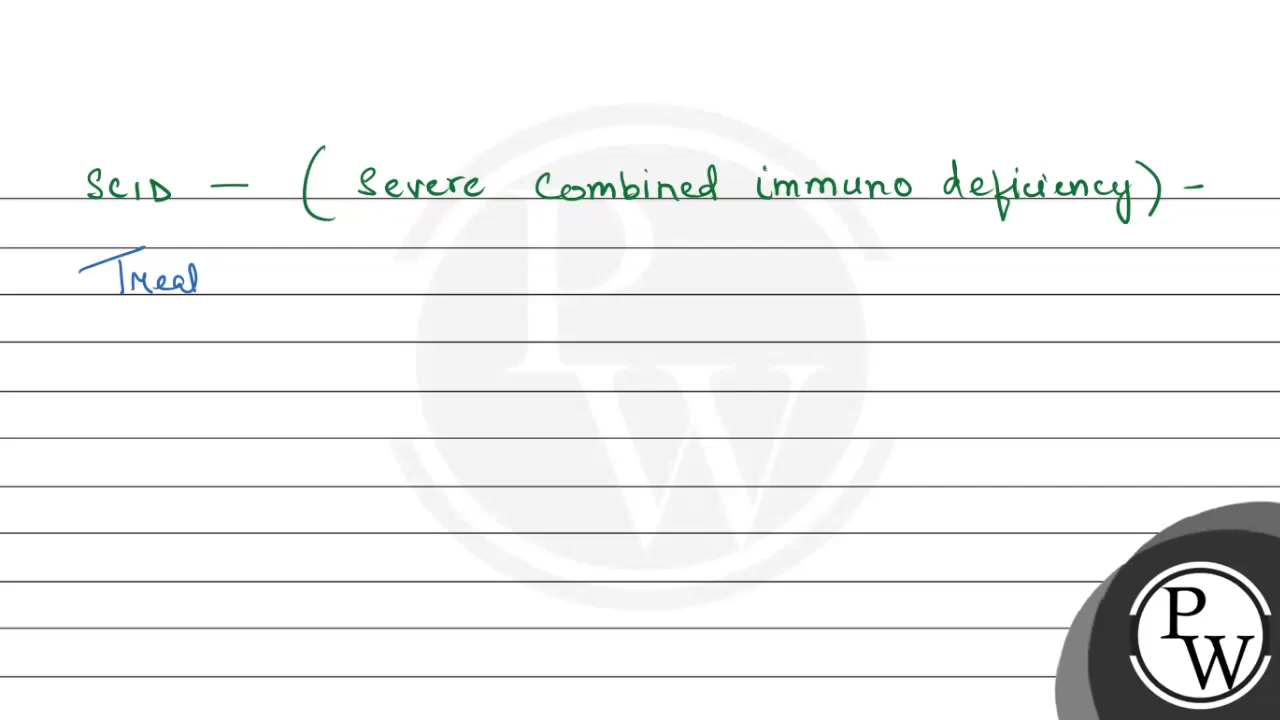 SCID – ( Severe combined immuno deficiency) –
Treat
P
W
P
W